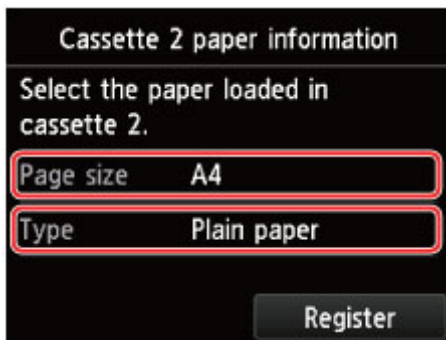 Cassette 2 paper information
Select the paper loaded in
cassette 2.
Page size A4
Type Plain paper
Register